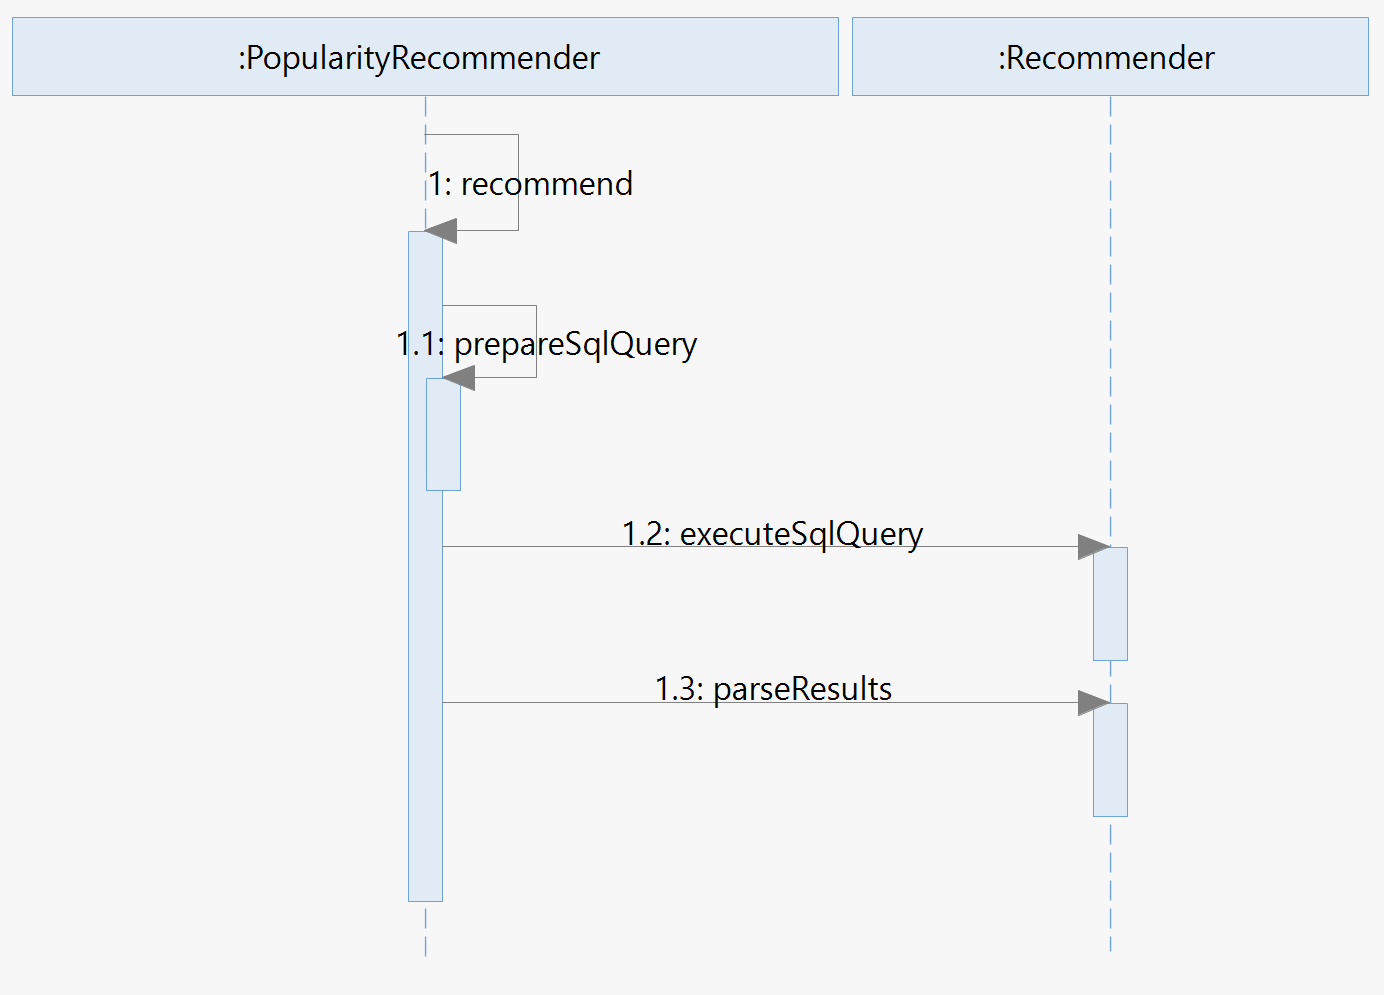 :PopularityRecommender
:Recommender
1: recommend
1.1: prepareSqlQuery
1.2: executeSqlQuery
1.3: parseResults